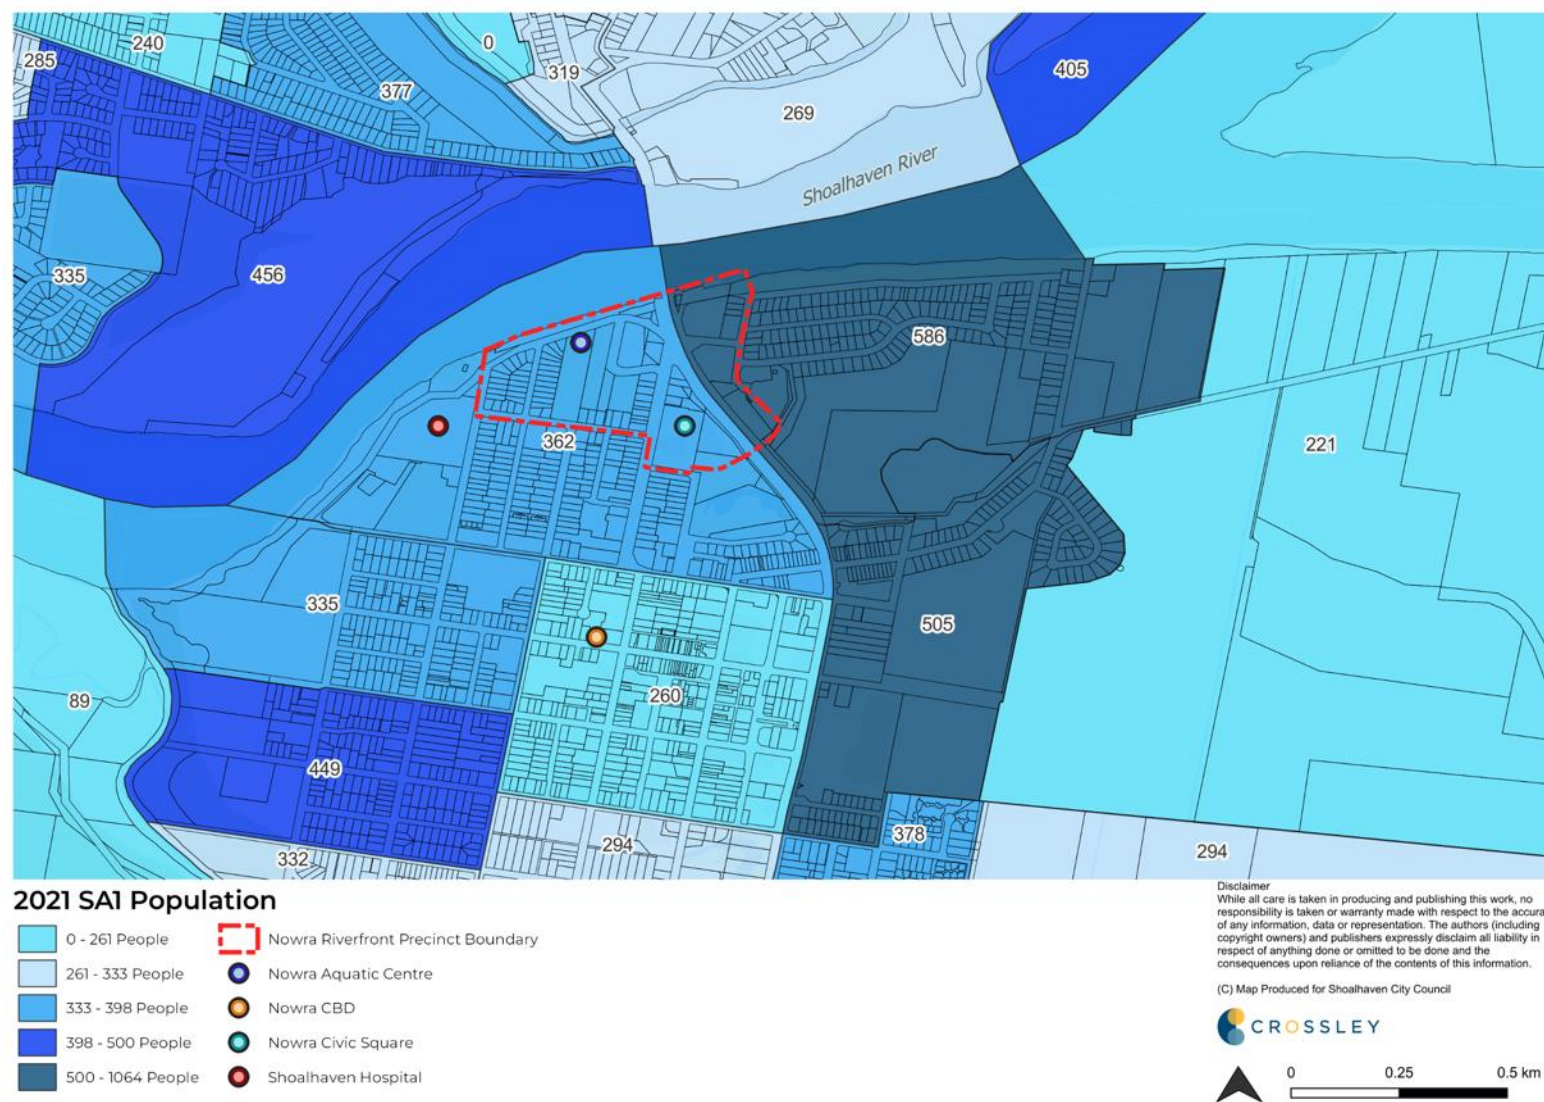 240
0
285
319
405
377
269
Shoalhaven River
335
456
586
362
221
335
505
89
260
449
378
332
294
294
2021 SA1 Population
0 - 261 People
261 - 333 People
333 - 398 People
398 - 500 People
500 - 1064 People
Nowra Riverfront Precinct Boundary
Nowra Aquatic Centre
Nowra CBD
Nowra Civic Square
Shoalhaven Hospital
Disclaimer
While all care is taken in producing and publishing this work, no
responsibility is taken or warranty made with respect to the accura
of any information, data or representation. The authors (including
copyright owners) and publishers expressly disclaim all liability in
respect of anything done or omitted to be done and the
consequences upon reliance of the contents of this information.
(C) Map Produced for Shoalhaven City Council
CROSSLEY
0 0.25 0.5 km